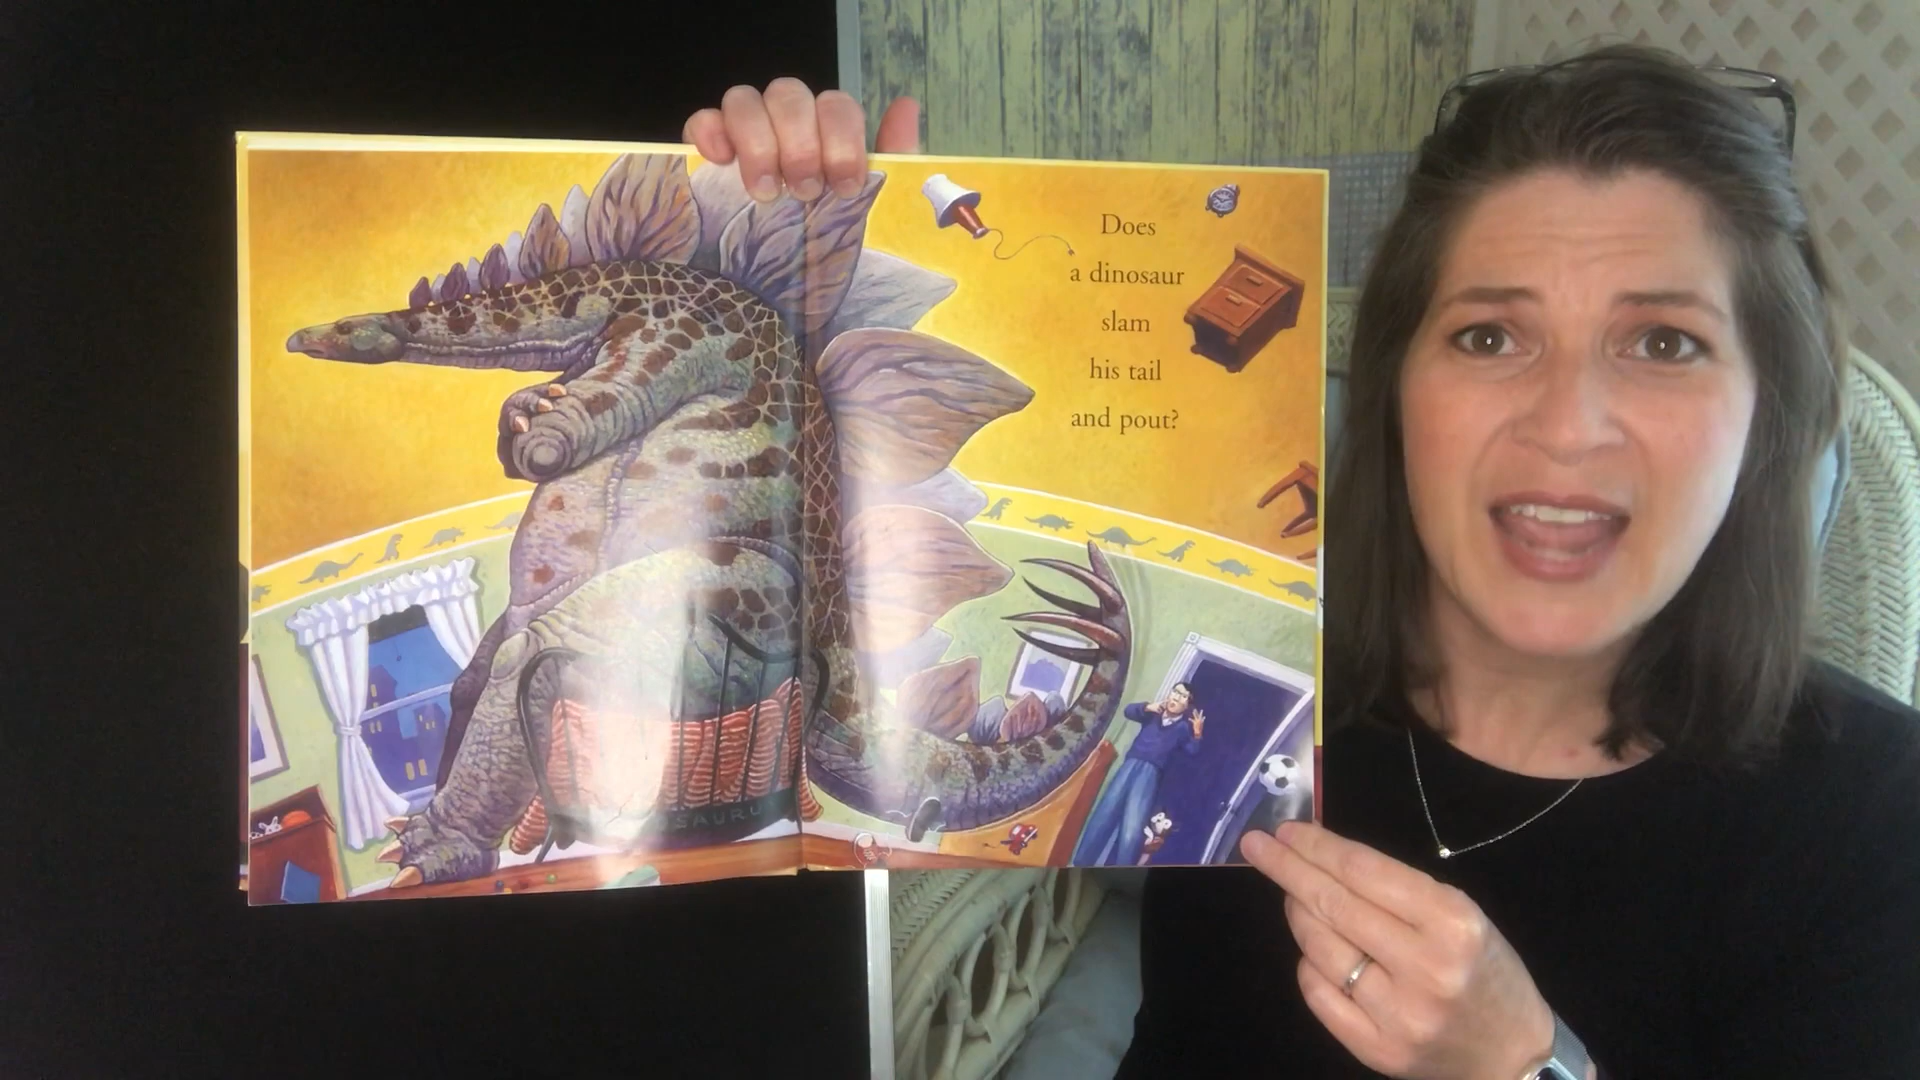 Does
a dinosaur
slam
his tail
and pout?